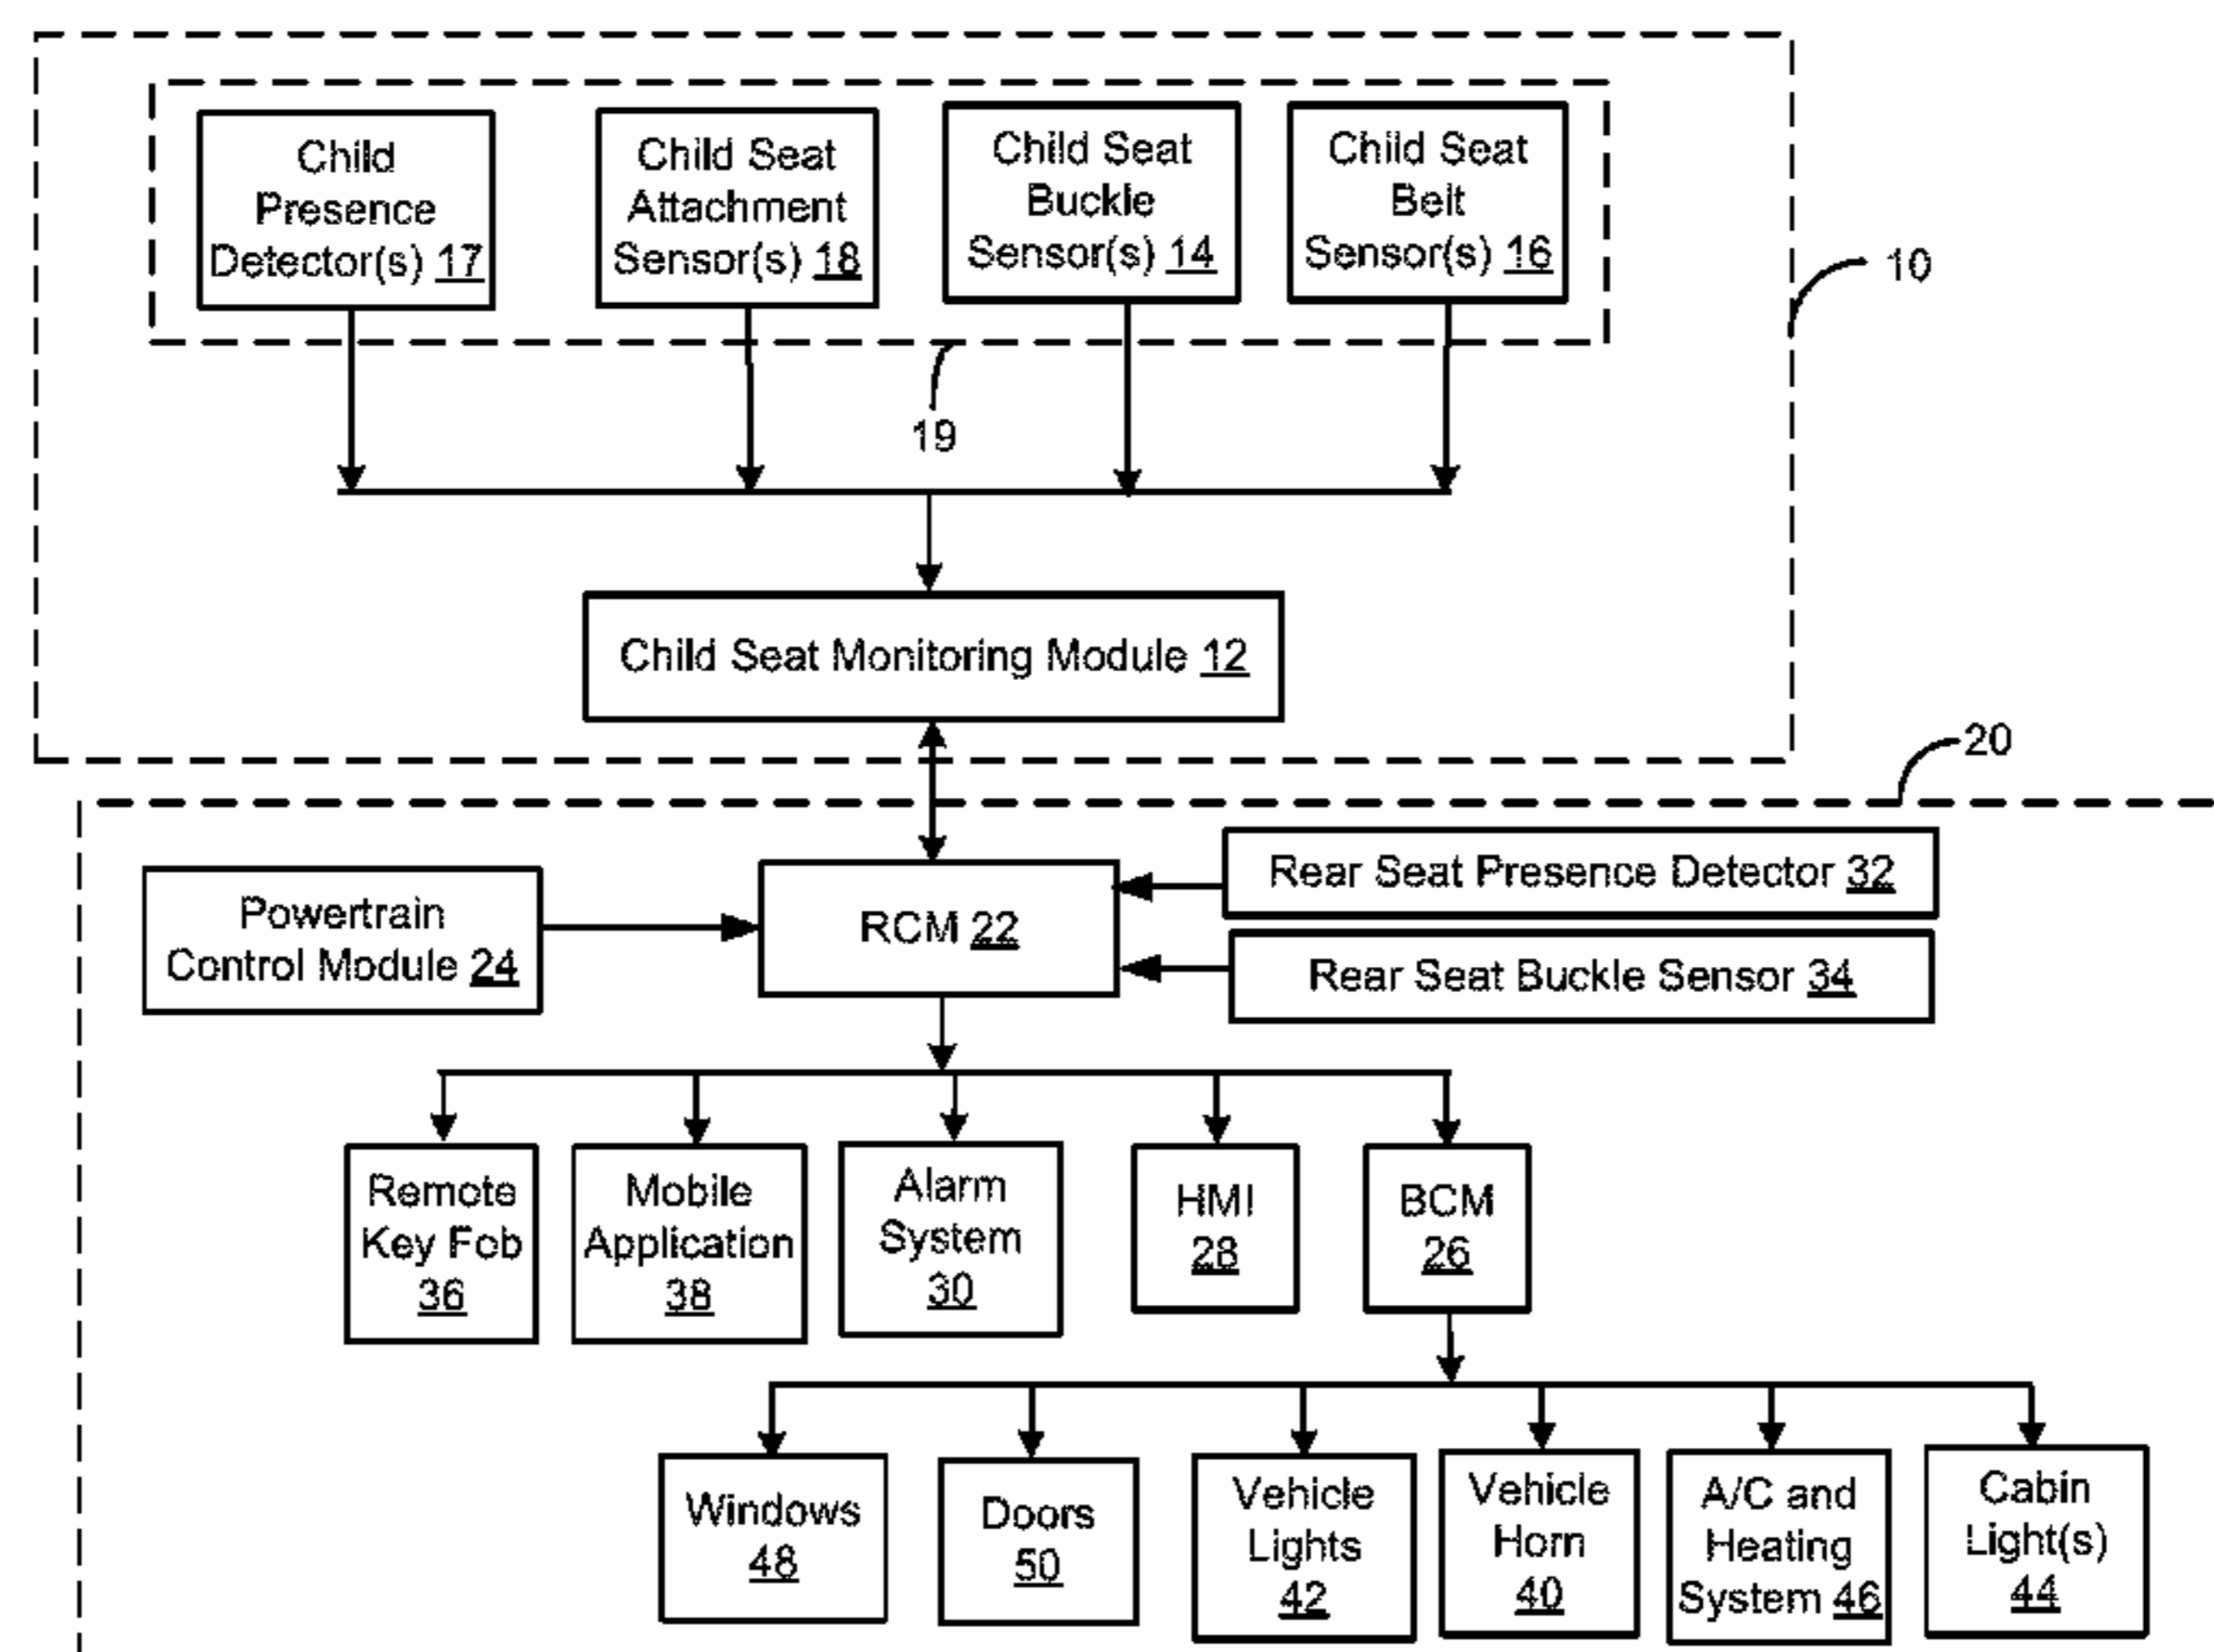 Child
Presence
Detector(s) 17
Child Seat
Attachment
Sensor(s) 18
Child Seat
Buckle
Sensor(s) 14
Child Seat
Belt
Sensor(s) 16
10
19
Child Seat Monitoring Module 12
20
Powertrain
Control Module 24
RCM 22
Rear Seat Presence Detector 32
Rear Seat Buckle Sensor 34
Remote
Key Fob
36
Mobile
Application
38
Alarm
System
30
HMI
28
BCM
26
Windows
48
Doors
50
Vehicle
Lights
42
Vehicle
Horn
40
A/C and
Heating
System 46
Cabin
Light(s)
44